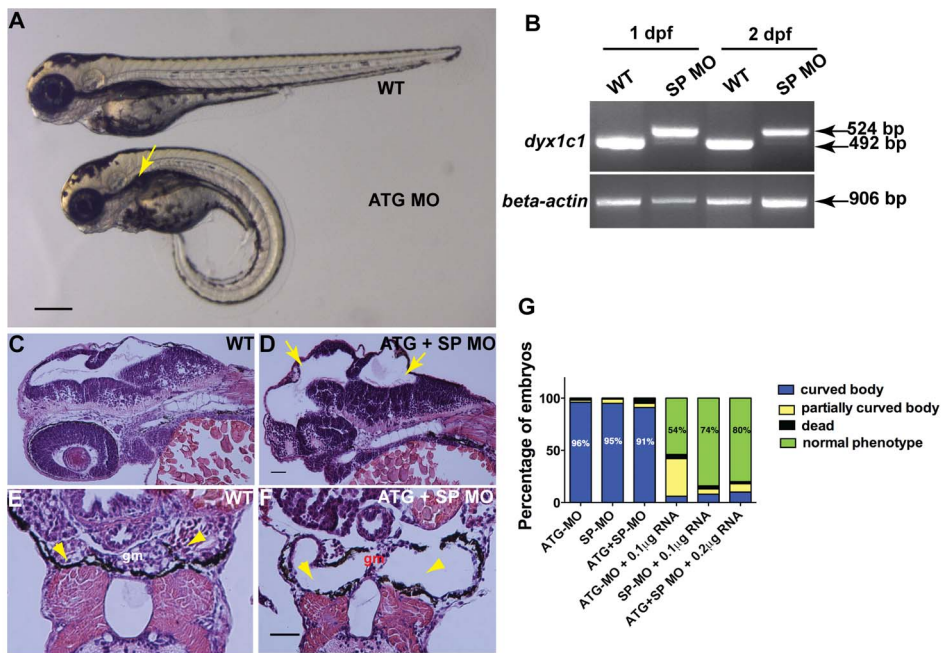 A
WT
ATG MO
B
1 dpf
2 dpf
WT
SP MO
WT
SP MO
dyx1c1
524 bp
492 bp
beta-actin
906 bp
C
WT
D
ATG + SP MO
E
WT
gm
F
ATG + SP MO
gm
G
Percentage of embryos
100
50
0
96%
95%
91%
54%
74%
80%
ATG-MO
SP-MO
ATG+SP-MO
ATG-MO + 0.1µg RNA
SP-MO + 0.1µg RNA
ATG+SP MO + 0.2µg RNA
curved body
partially curved body
dead
normal phenotype